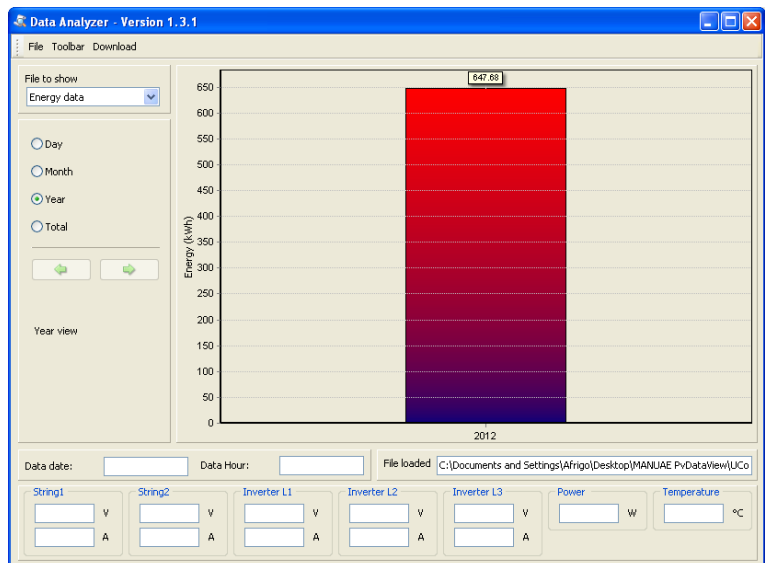 Data Analyzer - Version 1.3.1
File Toolbar Download
File to show
Energy data
Day
Month
Year
Total
Year view
647.68
650
600
550
500
450
400
350
300
250
200
150
100
50
0
Energy (kWh)
2012
Data date:
Data Hour:
File loaded C:\Documents and Settings\Afrigo\Desktop\MANUAE PvDataView\UCo
String1 String2 Inverter L1 Inverter L2 Inverter L3 Power Temperature
V V V V V W °C
A A A A A